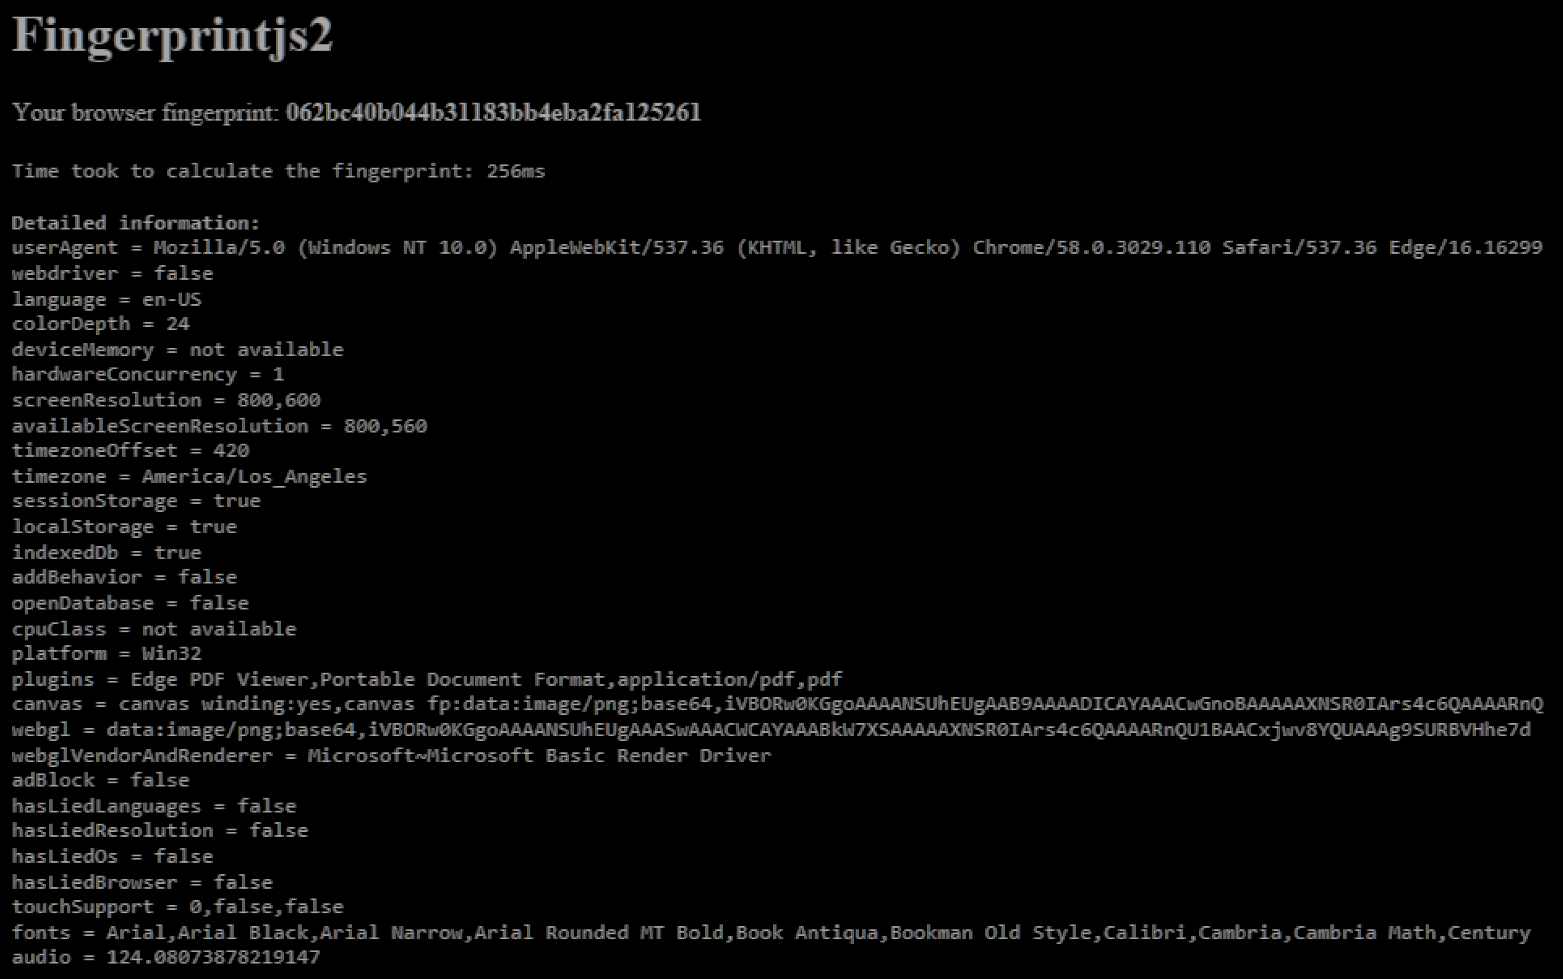 Fingerprintjs2
Your browser fingerprint: 062bc40b044b31183bb4eba2fa125261
Time took to calculate the fingerprint: 256ms
Detailed information:
userAgent = Mozilla/5.0 (Windows NT 10.0) AppleWebKit/537.36 (KHTML, like Gecko) Chrome/58.0.3029.110 Safari/537.36 Edge/16.16299
webdriver = false
language = en-US
colorDepth = 24
deviceMemory = not available
hardwareConcurrency = 1
screenResolution = 800,600
availableScreenResolution = 800,560
timezoneOffset = 420
timezone = America/Los_Angeles
sessionStorage = true
localStorage = true
indexedDb = true
addBehavior = false
openDatabase = false
cpuClass = not available
platform = Win32
plugins = Edge PDF Viewer,Portable Document Format,application/pdf,pdf
canvas = canvas winding:yes,canvas fp:data:image/png;base64,iVBORw0KGgoAAAANSUhEUgAAB9AAAADICAYAAACwGnoBAAAAAXNSR0IArs4c6QAAAARnQ
webgl = data:image/png;base64,iVBORw0KGgoAAAANSUhEUgAAASwAAACWCAYAAABkW7XSAAAAAXNSR0IArs4c6QAAAARnQU1BAACxjwv8YQUAAAg9SURBVHhe7d
webglVendorAndRenderer = Microsoft~Microsoft Basic Render Driver
adBlock = false
hasLiedLanguages = false
hasLiedResolution = false
hasLiedOs = false
hasLiedBrowser = false
touchSupport = 0,false,false
fonts = Arial,Arial Black,Arial Narrow,Arial Rounded MT Bold,Book Antiqua,Bookman Old Style,Calibri,Cambria,Cambria Math,Century
audio = 124.08073878219147